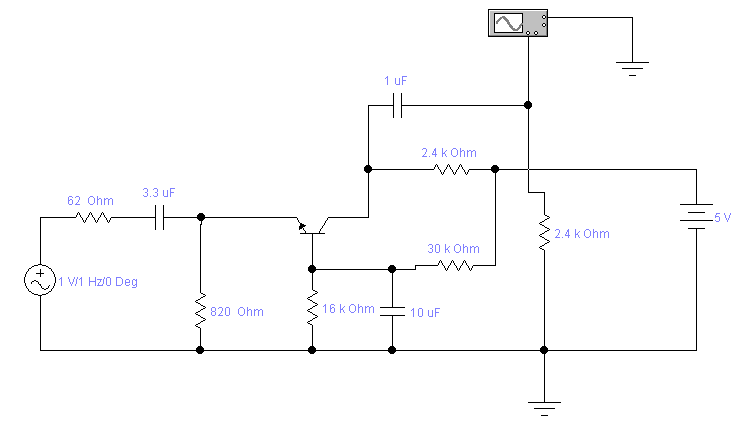 1 uF
2.4 k Ohm
62 Ohm
3.3 uF
5 V
2.4 k Ohm
30 k Ohm
1 V/1 Hz/0 Deg
820 Ohm
16 k Ohm
10 uF